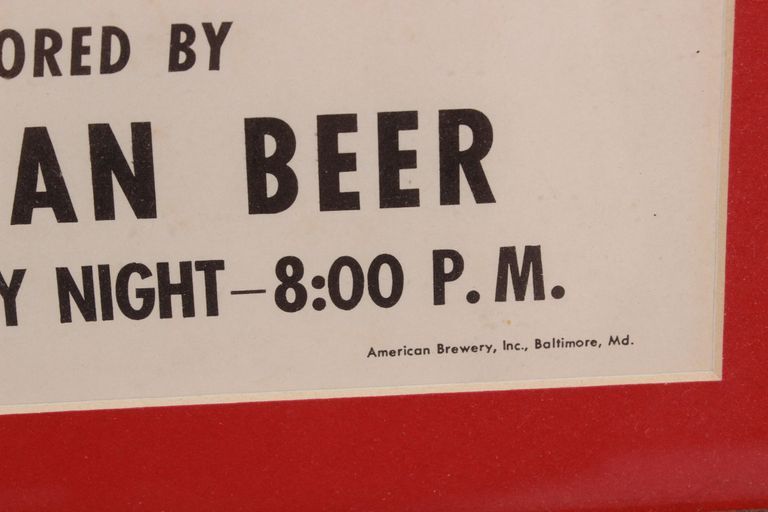 ORED BY
AN BEER
Y NIGHT—8:00 P.M.
American Brewery, Inc., Baltimore, Md.